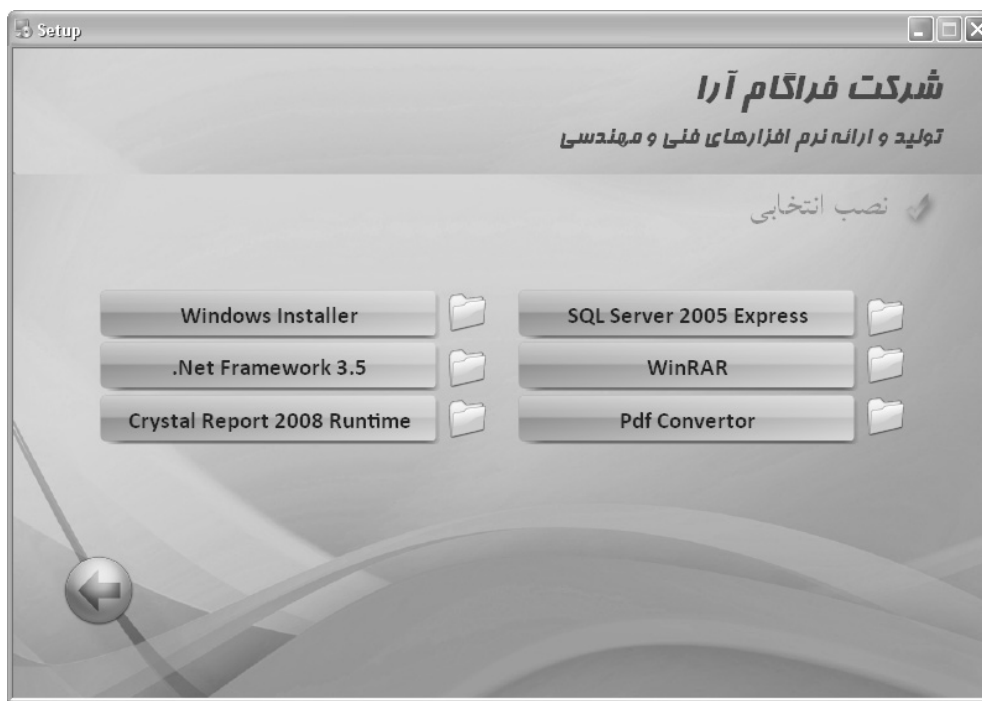 Setup
شرکت فراگام آرا
تولید و ارائه نرم افزارهای فنی و مهندسی
نصب انتخابی
Windows Installer
SQL Server 2005 Express
.Net Framework 3.5
WinRAR
Crystal Report 2008 Runtime
Pdf Convertor